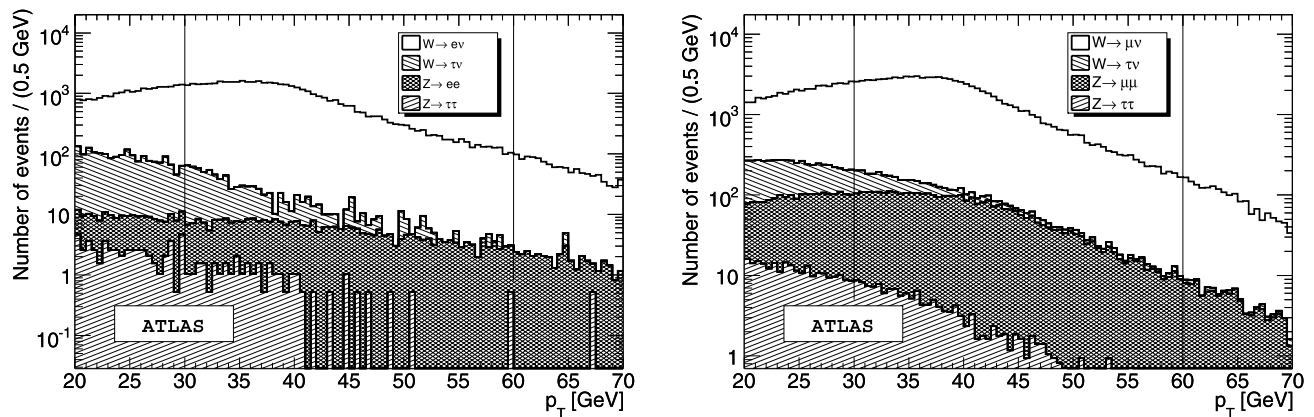 Number of events / (0.5 GeV)
10⁴
10³
10²
10
1
10⁻¹
W→ eν
W→ τν
Z→ ee
Z→ ττ
ATLAS
20 25 30 35 40 45 50 55 60 65 70
p_T [GeV]
Number of events / (0.5 GeV)
10⁴
10³
10²
10
1
W→ μν
W→ τν
Z→ μμ
Z→ ττ
ATLAS
20 25 30 35 40 45 50 55 60 65 70
p_T [GeV]